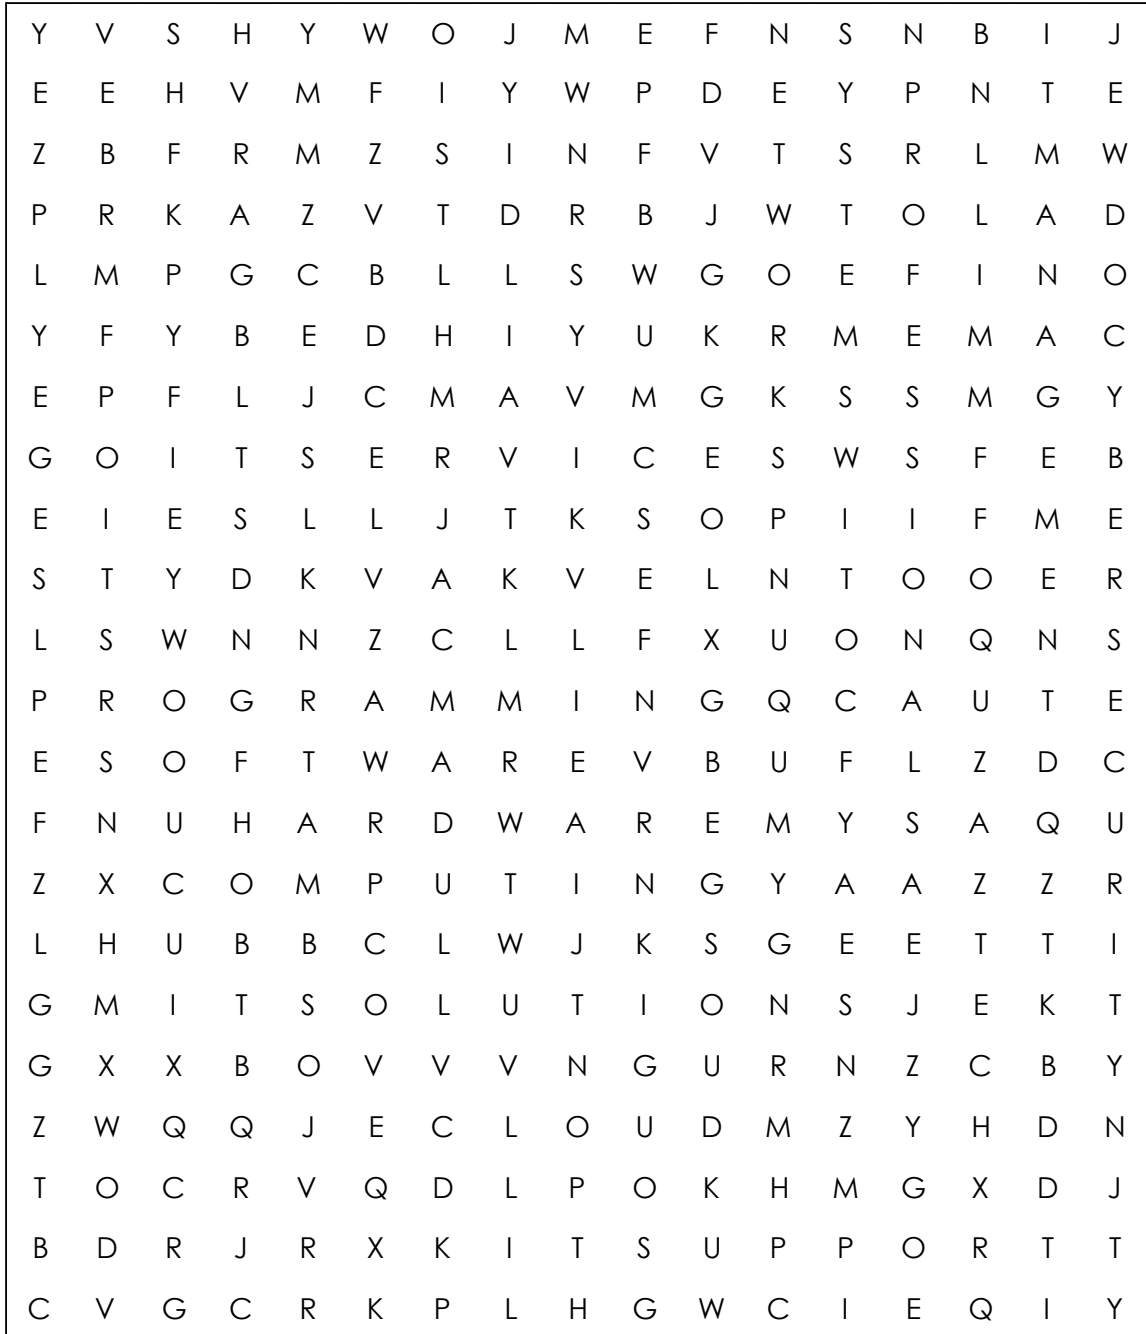 Y V S H Y W O J M E F N S N B I J
E E H V M F I Y W P D E Y P N T E
Z B F R M Z S I N F V T S R L M W
P R K A Z V T D R B J W T O L A D
L M P G C B L L S W G O E F I N O
Y F Y B E D H I Y U K R M E M A C
E P F L J C M A V M G K S S M G Y
G O I T S E R V I C E S W S F E B
E I E S L L J T K S O P I I F M E
S T Y D K V A K V E L N T O O E R
L S W N N Z C L L F X U O N Q N S
P R O G R A M M I N G Q C A U T E
E S O F T W A R E V B U F L Z D C
F N U H A R D W A R E M Y S A Q U
Z X C O M P U T I N G Y A A Z Z R
L H U B B C L W J K S G E E T T I
G M I T S O L U T I O N S J E K T
G X X B O V V V N G U R N Z C B Y
Z W Q Q J E C L O U D M Z Y H D N
T O C R V Q D L P O K H M G X D J
B D R J R X K I T S U P P O R T T
C V G C R K P L H G W C I E Q I Y